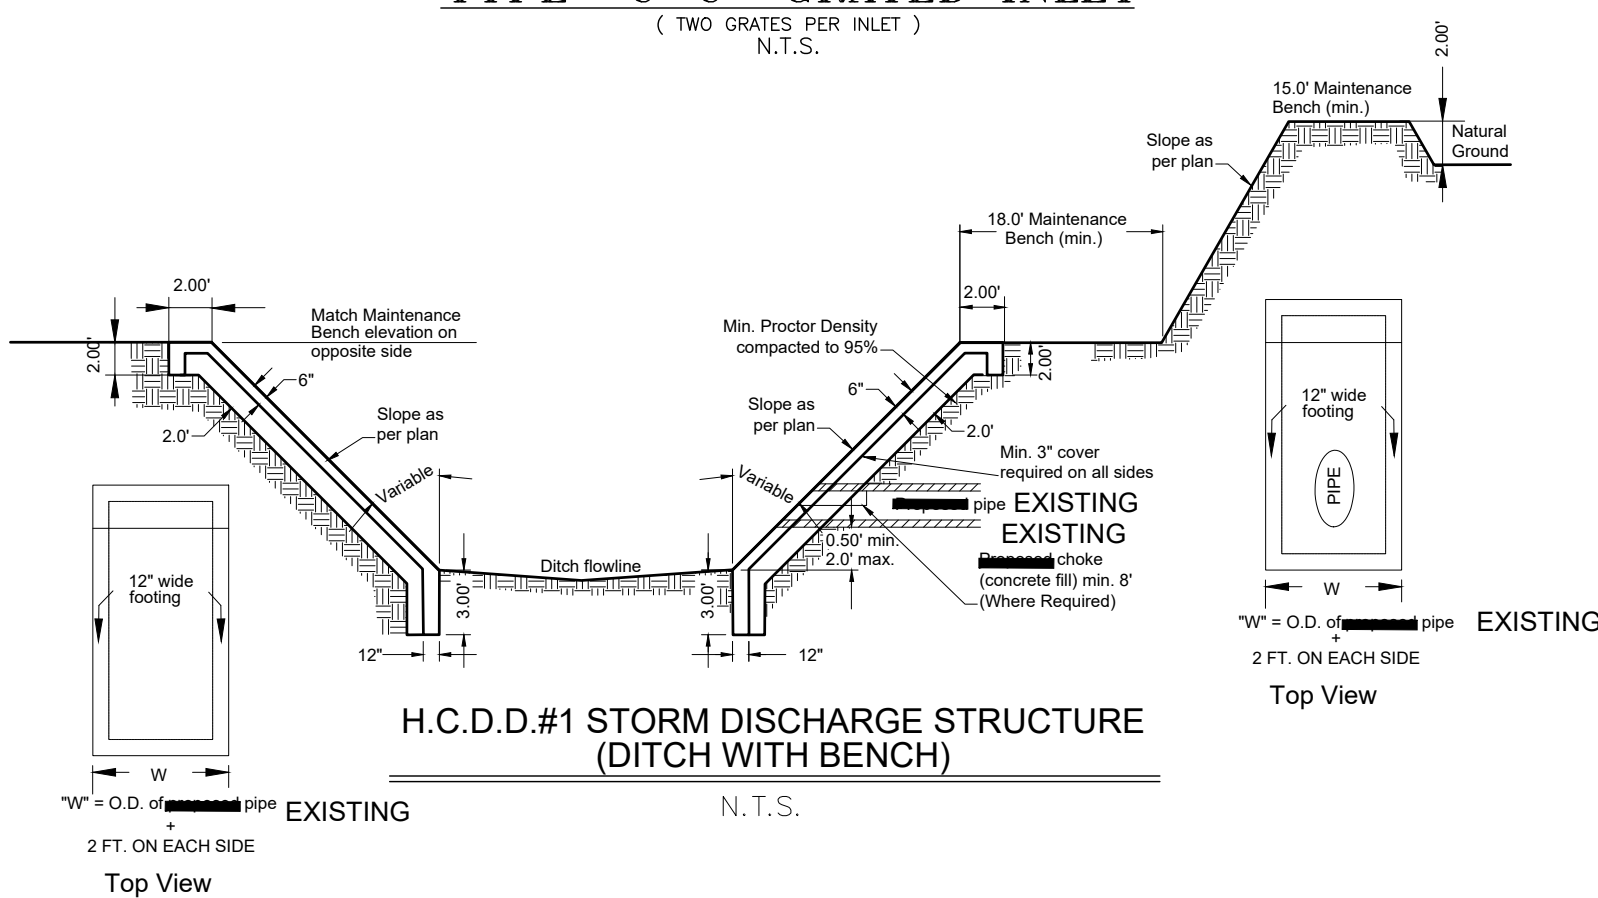 ( TWO GRATES PER INLET )
N.T.S.
2.00'
15.0' Maintenance
Bench (min.)
Natural
Ground
Slope as
per plan
18.0' Maintenance
Bench (min.)
2.00'
2.00'
2.00'
Match Maintenance
Bench elevation on
opposite side
6"
2.0'
Slope as
per plan
Variable
Min. Proctor Density
compacted to 95%
2.00'
6"
Slope as
per plan
2.0'
Min. 3" cover
required on all sides
Variable
pipe EXISTING
EXISTING
0.50' min.
2.0' max.
choke
(concrete fill) min. 8'
(Where Required)
Ditch flowline
3.00'
3.00'
12"
12"
12" wide
footing
PIPE
W
"W" = O.D. of proposed pipe EXISTING
+
2 FT. ON EACH SIDE
Top View
12" wide
footing
W
"W" = O.D. of proposed pipe EXISTING
+
2 FT. ON EACH SIDE
Top View
H.C.D.D.#1 STORM DISCHARGE STRUCTURE
(DITCH WITH BENCH)
N.T.S.